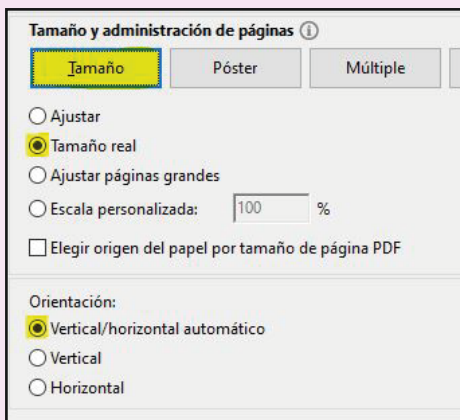 Tamaño y administración de páginas ⓘ
Tamaño Póster Múltiple
Ajustar
Tamaño real
Ajustar páginas grandes
Escala personalizada: 100 %
Elegir origen del papel por tamaño de página PDF
Orientación:
Vertical/horizontal automático
Vertical
Horizontal